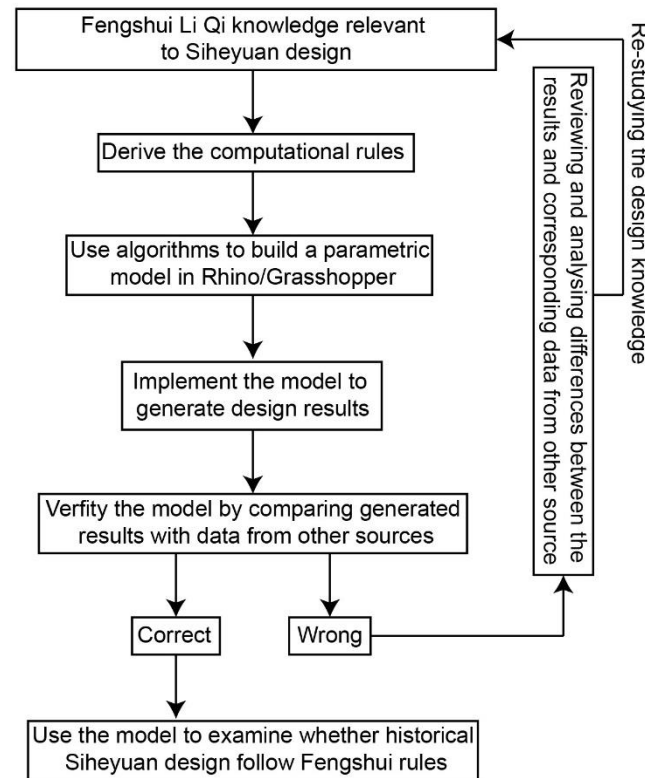 Fengshui Li Qi knowledge relevant
to Siheyuan design
Derive the computational rules
Use algorithms to build a parametric
model in Rhino/Grasshopper
Implement the model to
generate design results
Verfity the model by comparing generated
results with data from other sources
Correct
Wrong
Use the model to examine whether historical
Siheyuan design follow Fengshui rules
Reviewing and analysing differences between the
results and corresponding data from other source
Re-studying the design knowledge